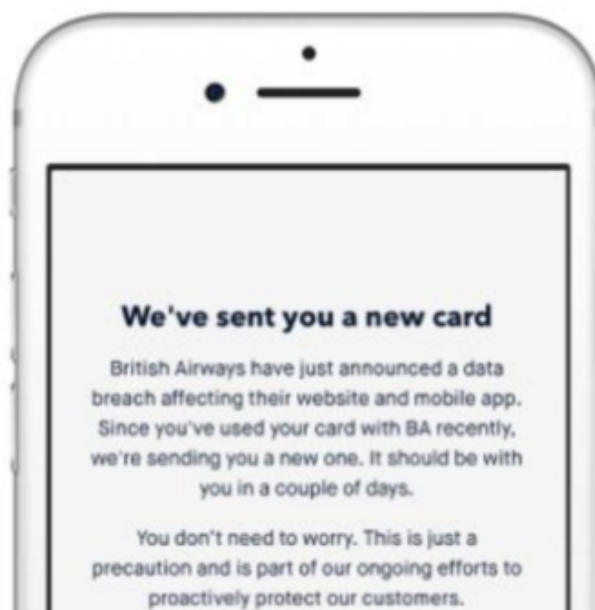 We've sent you a new card
British Airways have just announced a data
breach affecting their website and mobile app.
Since you've used your card with BA recently,
we're sending you a new one. It should be with
you in a couple of days.
You don't need to worry. This is just a
precaution and is part of our ongoing efforts to
proactively protect our customers.